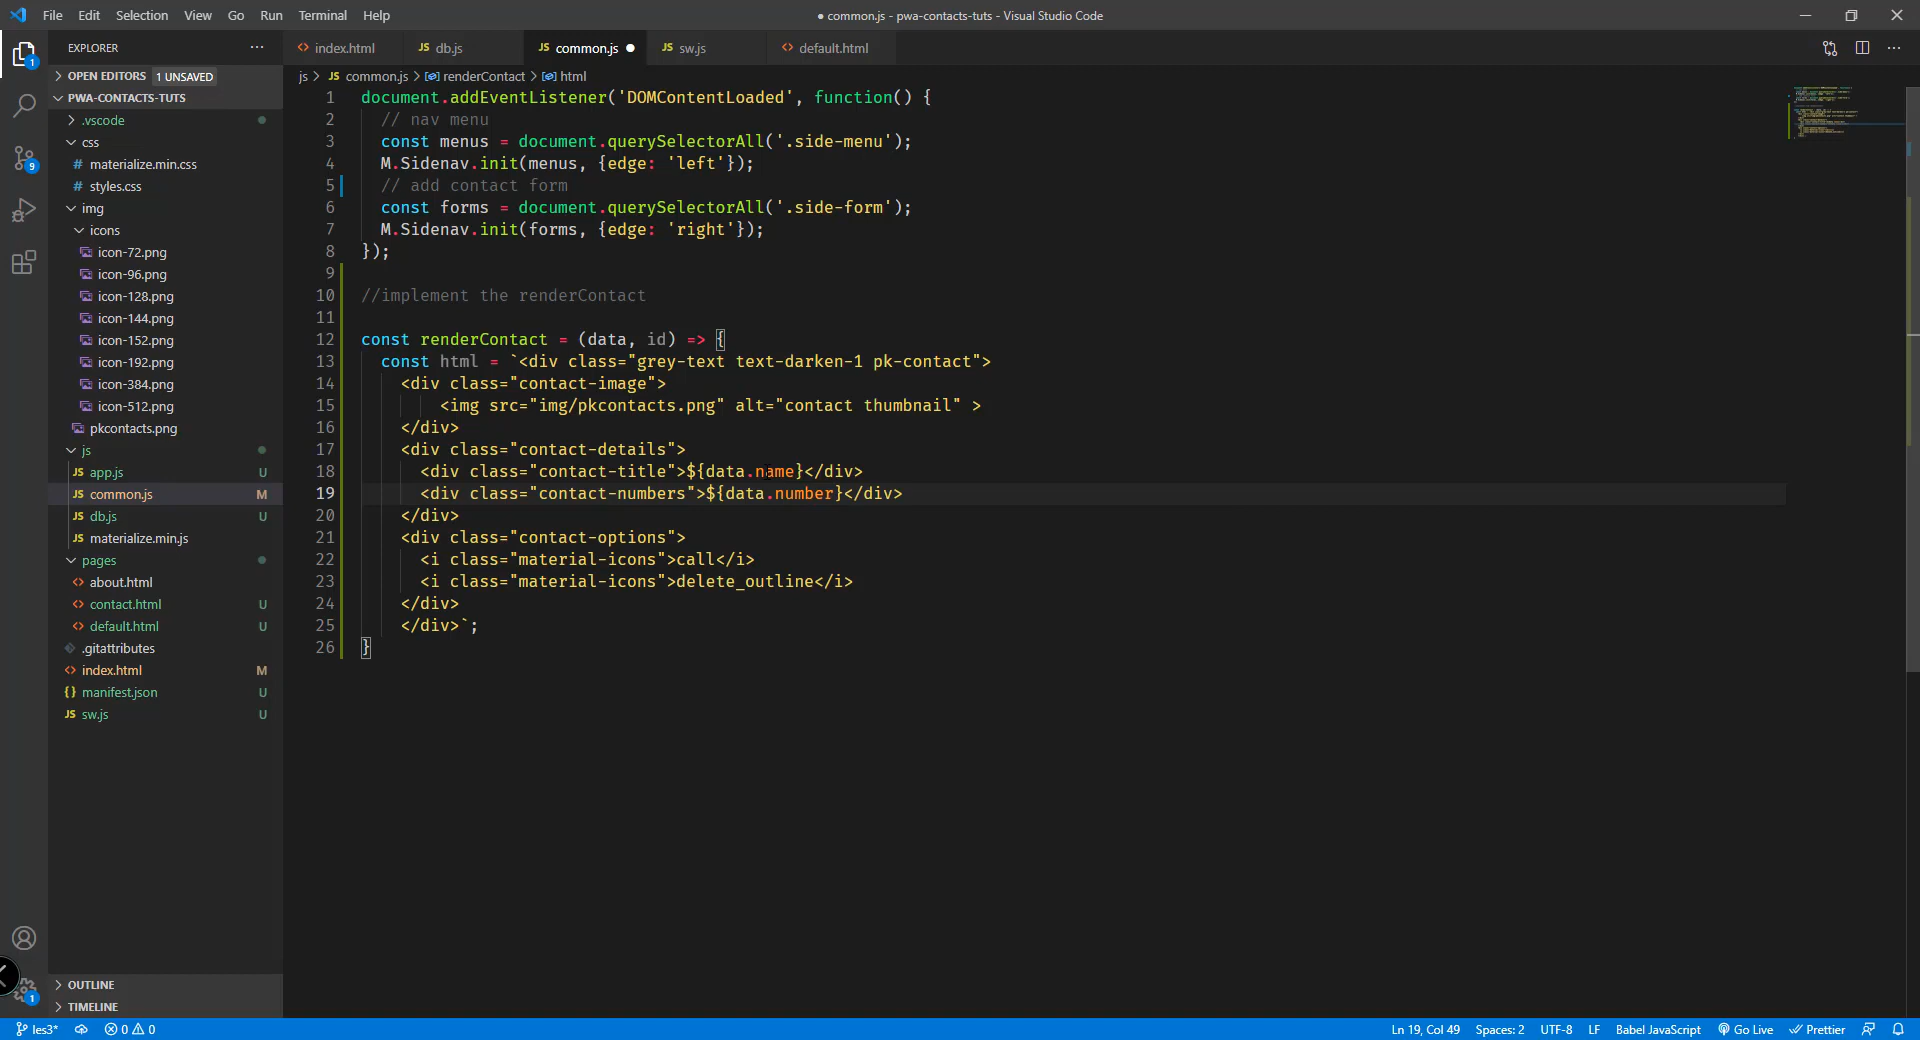 File Edit Selection View Go Run Terminal Help
● common.js - pwa-contacts-tuts - Visual Studio Code
EXPLORER
OPEN EDITORS 1 UNSAVED
PWA-CONTACTS-TUTS
.vscode
css
materialize.min.css
styles.css
img
icons
icon-72.png
icon-96.png
icon-128.png
icon-144.png
icon-152.png
icon-192.png
icon-384.png
icon-512.png
pkcontacts.png
js
JS app.js U
JS common.js M
JS db.js U
JS materialize.min.js
pages
about.html
contact.html U
default.html U
.gitattributes
index.html M
manifest.json U
JS sw.js U
OUTLINE
TIMELINE
1
9
1
index.html JS db.js JS common.js ● JS sw.js default.html
js > JS common.js > renderContact > html
1 document.addEventListener('DOMContentLoaded', function() {
2 // nav menu
3 const menus = document.querySelectorAll('.side-menu');
4 M.Sidenav.init(menus, {edge: 'left'});
5 // add contact form
6 const forms = document.querySelectorAll('.side-form');
7 M.Sidenav.init(forms, {edge: 'right'});
8 });
9
10 //implement the renderContact
11
12 const renderContact = (data, id) => {
13 const html = `<div class="grey-text text-darken-1 pk-contact">
14 <div class="contact-image">
15 <img src="img/pkcontacts.png" alt="contact thumbnail" >
16 </div>
17 <div class="contact-details">
18 <div class="contact-title">${data.name}</div>
19 <div class="contact-numbers">${data.number}</div>
20 </div>
21 <div class="contact-options">
22 <i class="material-icons">call</i>
23 <i class="material-icons">delete_outline</i>
24 </div>
25 </div>`;
26 }
les3* 0 0 Ln 19, Col 49 Spaces: 2 UTF-8 LF Babel JavaScript Go Live Prettier